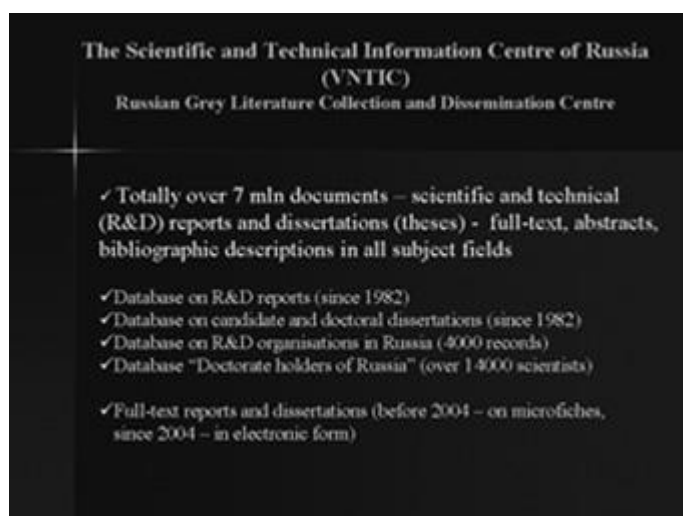 The Scientific and Technical Information Centre of Russia
(VNTIC)
Russian Grey Literature Collection and Dissemination Centre
✓Totally over 7 mln documents – scientific and technical
(R&D) reports and dissertations (theses) - full-text, abstracts,
bibliographic descriptions in all subject fields
✓Database on R&D reports (since 1982)
✓Database on candidate and doctoral dissertations (since 1982)
✓Database on R&D organisations in Russia (4000 records)
✓Database “Doctorate holders of Russia” (over 14000 scientists)
✓Full-text reports and dissertations (before 2004 – on microfiches,
since 2004 – in electronic form)